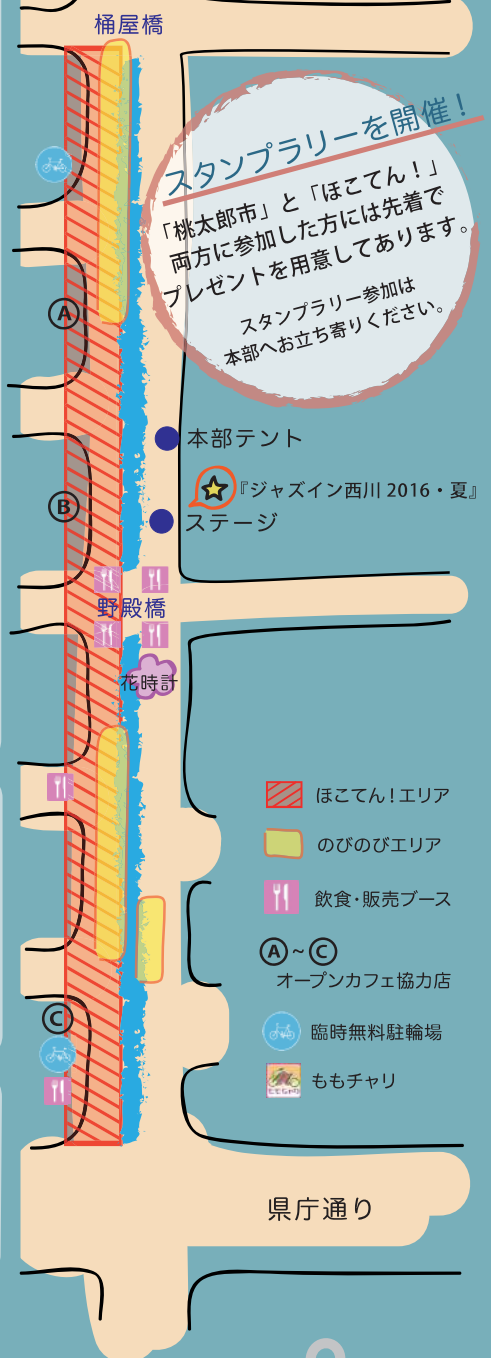 桶屋橋
スタンプラリーを開催！
「桃太郎市」と「ほこてん！」
両方に参加した方には先着で
プレゼントを用意してあります。
スタンプラリー参加は
本部へお立ち寄りください。
A
本部テント
『ジャズイン西川 2016・夏』
B
ステージ
野殿橋
花時計
ほこてん！エリア
のびのびエリア
飲食・販売ブース
A～C
オープンカフェ協力店
C
臨時無料駐輪場
ももチャリ
県庁通り